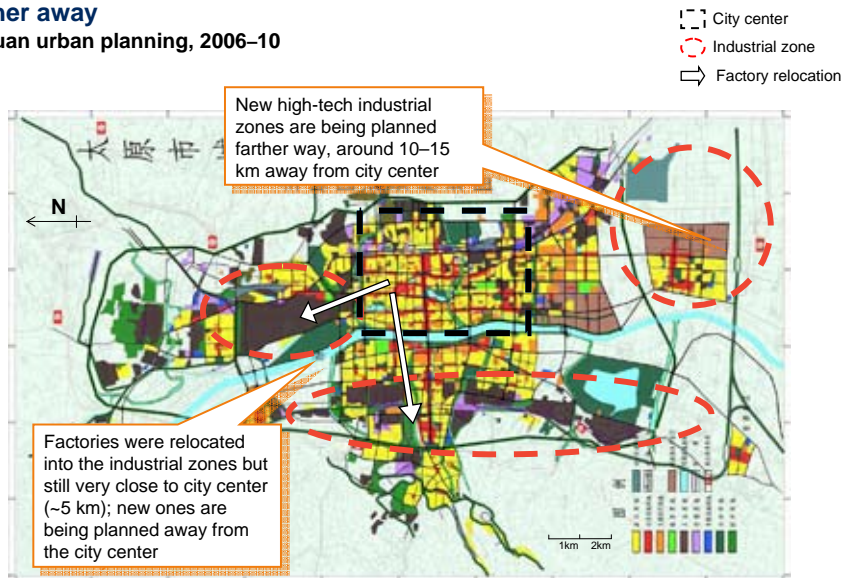 ner away
uan urban planning, 2006–10
City center
Industrial zone
Factory relocation
New high-tech industrial
zones are being planned
farther way, around 10–15
km away from city center
太原市
N
Factories were relocated
into the industrial zones but
still very close to city center
(~5 km); new ones are
being planned away from
the city center
1km 2km